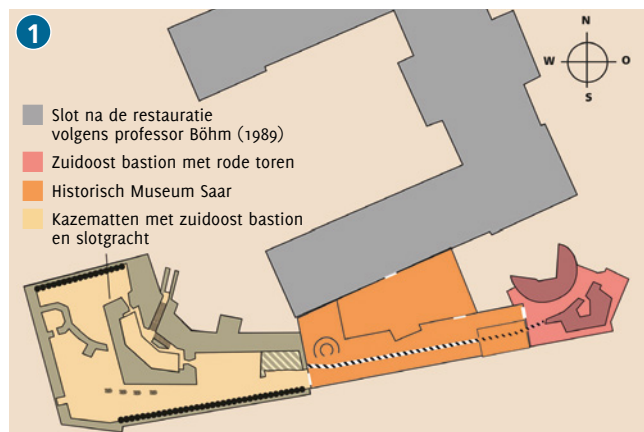 1
N
W O
S
Slot na de restauratie
volgens professor Böhm (1989)
Zuidoost bastion met rode toren
Historisch Museum Saar
Kazematten met zuidoost bastion
en slotgracht